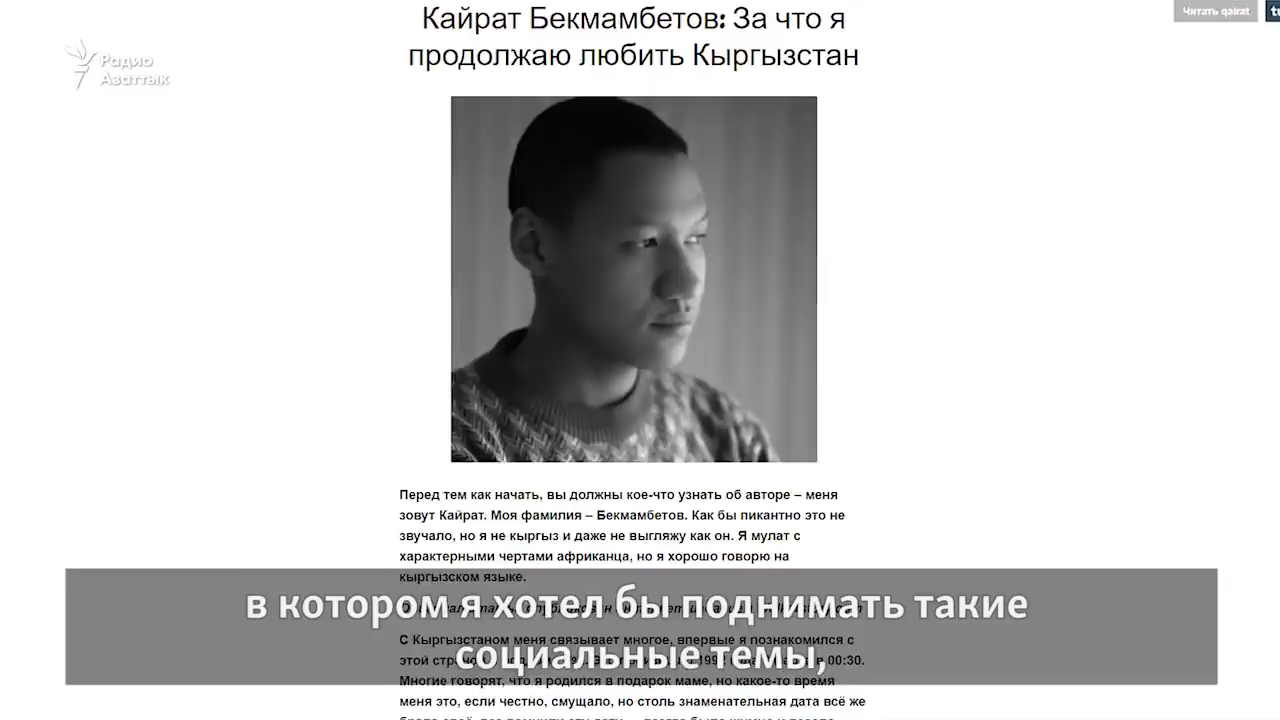 Читать qairat
Кайрат Бекмамбетов: За что я
продолжаю любить Кыргызстан
Радио
Азаттык
Перед тем как начать, вы должны кое-что узнать об авторе – меня
зовут Кайрат. Моя фамилия – Бекмамбетов. Как бы пикантно это не
звучало, но я не кыргыз и даже не выгляжу как он. Я мулат с
характерными чертами африканца, но я хорошо говорю на
кыргызском языке.
в котором я хотел бы поднимать такие
С Кыргызстаном меня связывает многое, впервые я познакомился с
социальные темы,
этой 00:30.
Многие говорят, что я родился в подарок маме, но какое-то время
меня это, если честно, смущало, но столь знаменательная дата всё же